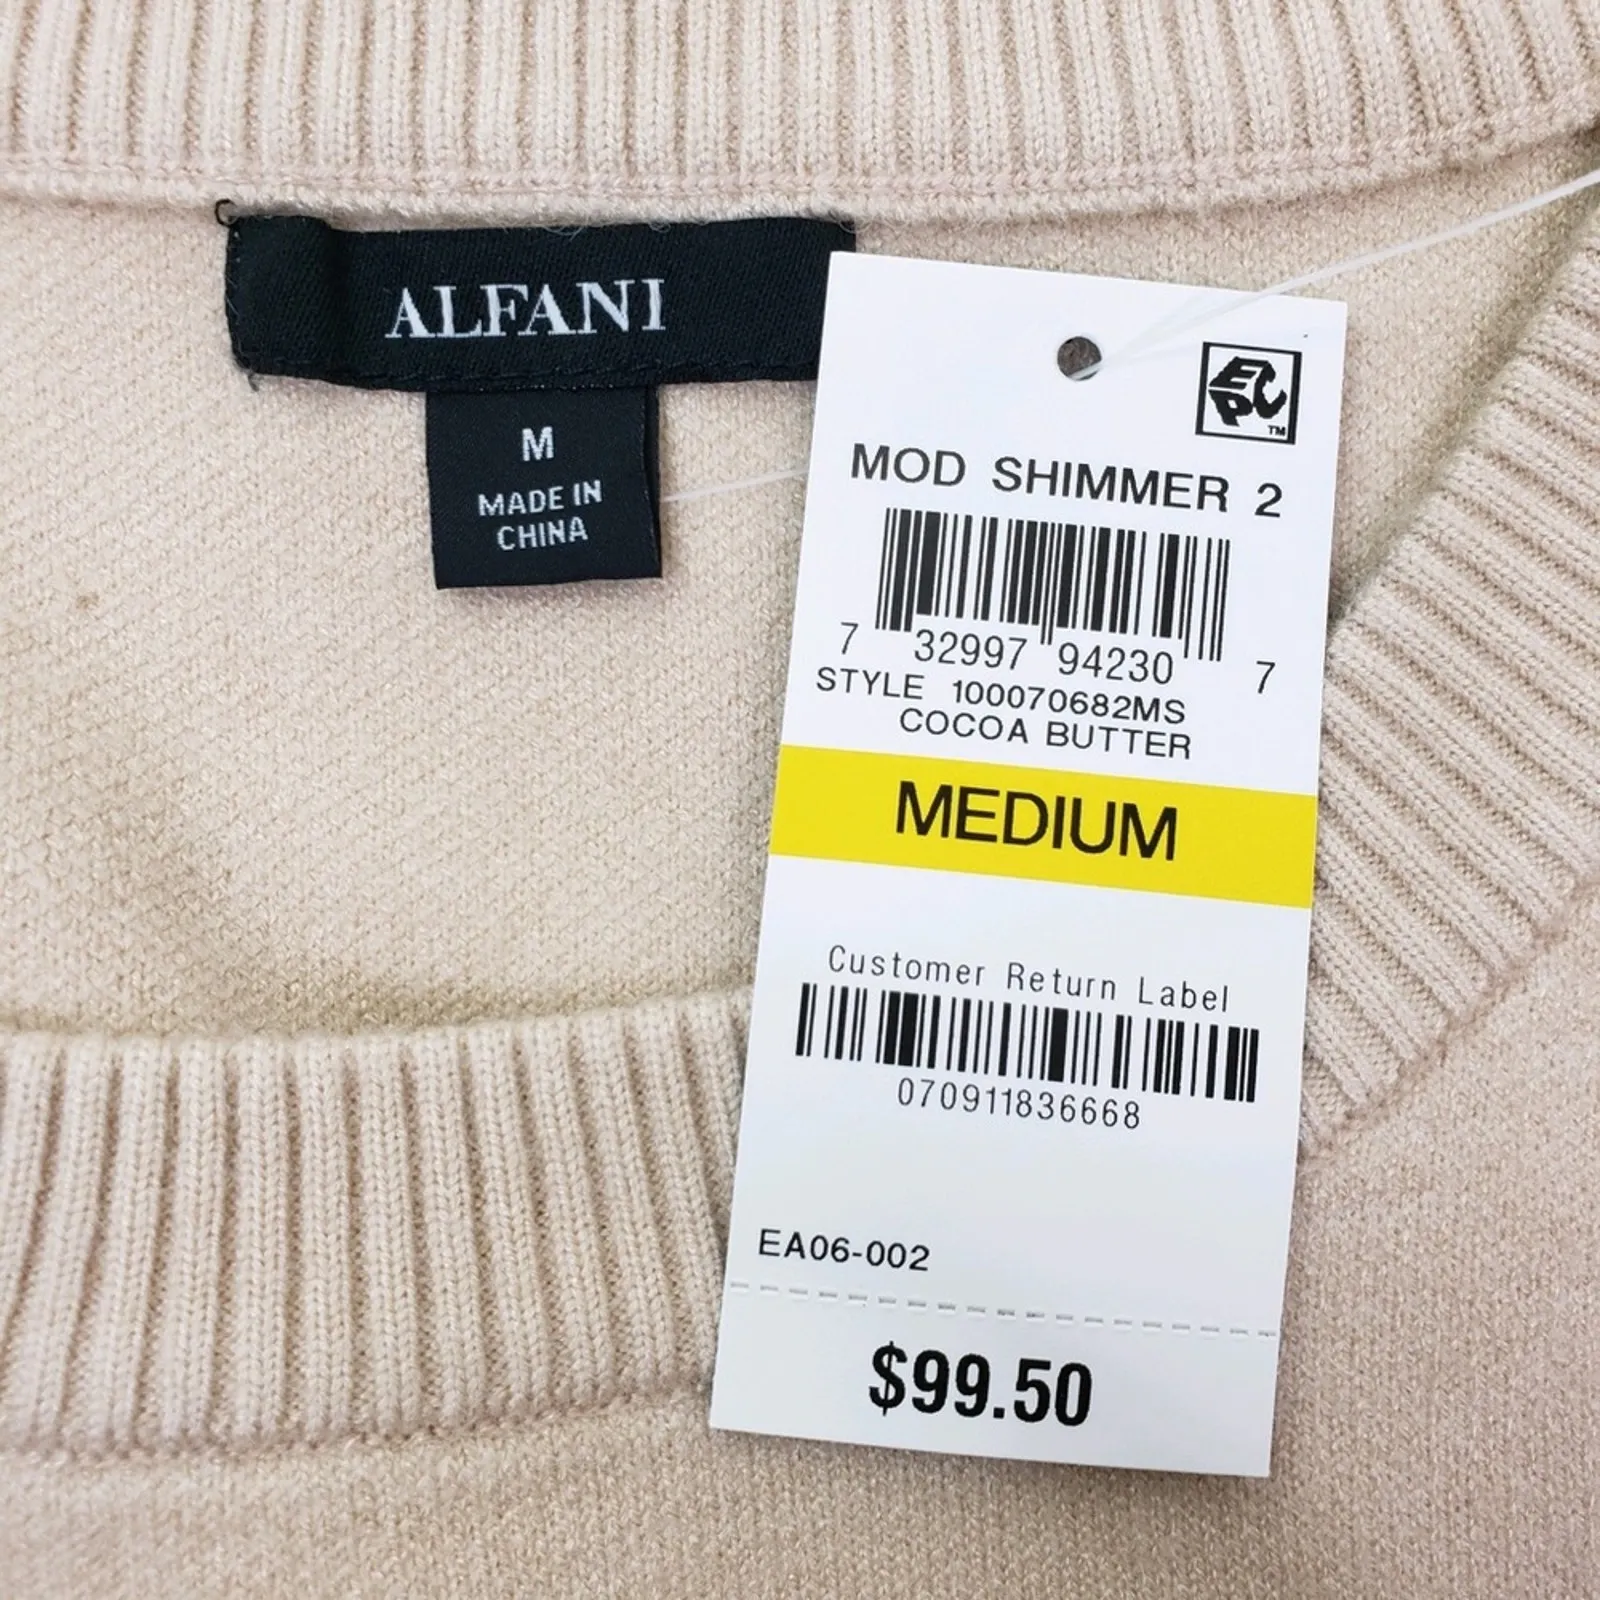 ALFANI
M
MADE IN
CHINA
EPC™
MOD SHIMMER 2
7 32997 94230 7
STYLE 100070682MS
COCOA BUTTER
MEDIUM
Customer Return Label
070911836668
EA06-002
$99.50